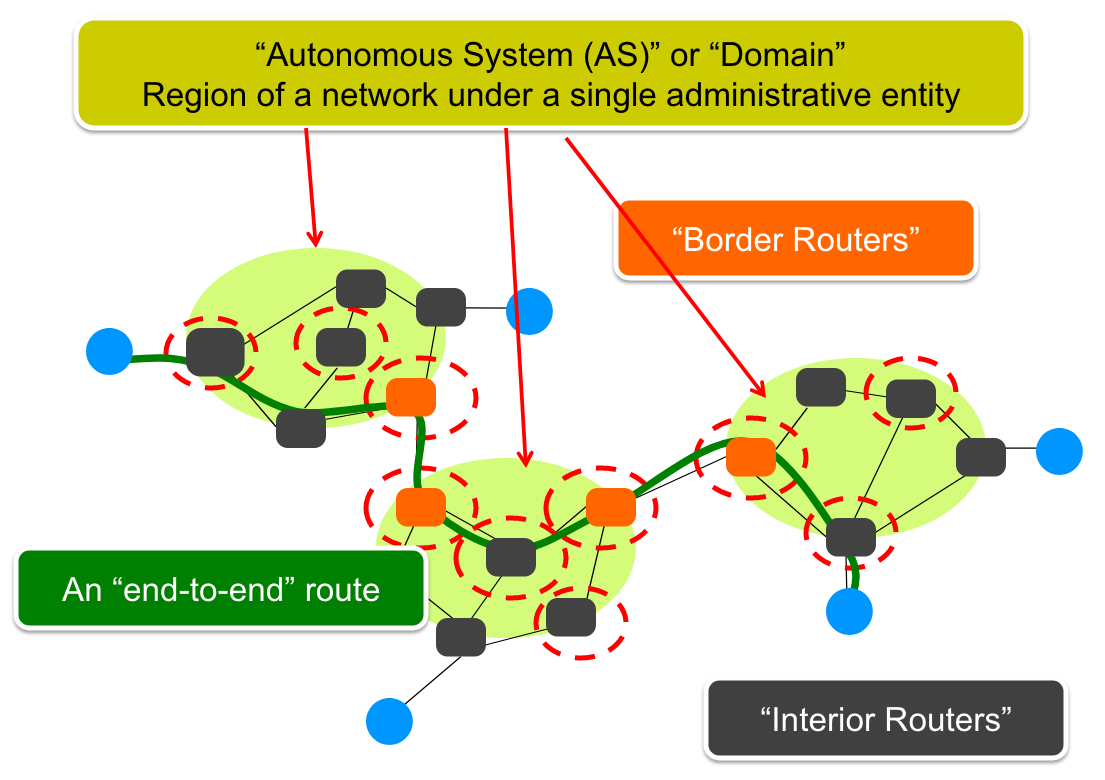 “Autonomous System (AS)” or “Domain”
Region of a network under a single administrative entity
“Border Routers”
An “end-to-end” route
“Interior Routers”